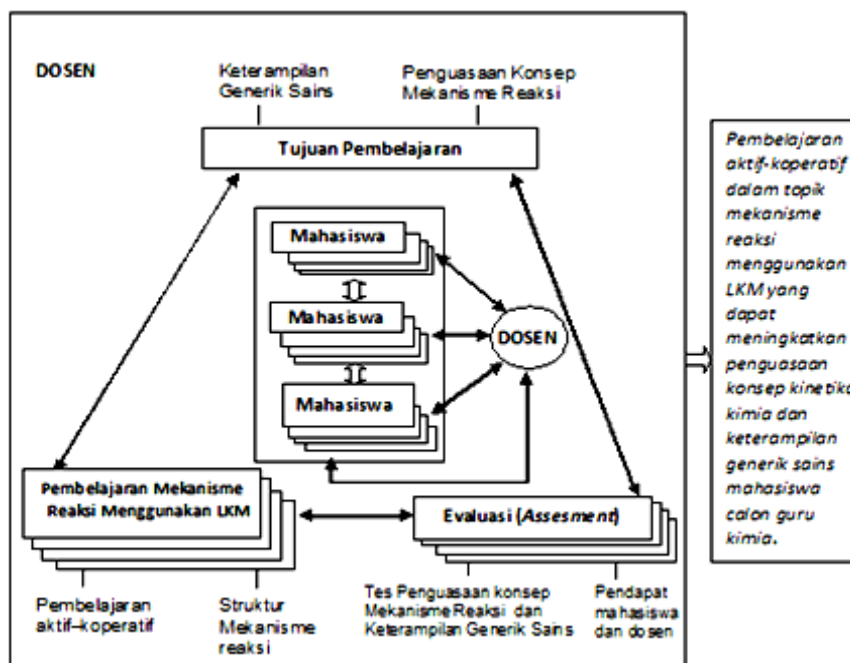 DOSEN
Keterampilan
Generik Sains
Penguasaan Konsep
Mekanisme Reaksi
Tujuan Pembelajaran
Mahasiswa
Mahasiswa
Mahasiswa
DOSEN
Pembelajaran Mekanisme
Reaksi Menggunakan LKM
Evaluasi (Assesment)
Pembelajaran
aktif–koperatif
Struktur
Mekanisme
reaksi
Tes Penguasaan konsep
Mekanisme Reaksi dan
Keterampilan Generik Sains
Pendapat
mahasiswa
dan dosen
Pembelajaran
aktif-koperatif
dalam topik
mekanisme
reaksi
menggunakan
LKM yang
dapat
meningkatkan
penguasaan
konsep kinetika
kimia dan
keterampilan
generik sains
mahasiswa
calon guru
kimia.